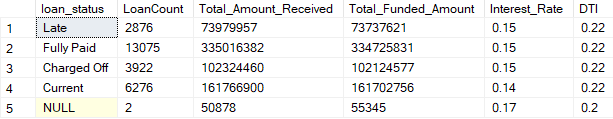 loan_status LoanCount Total_Amount_Received Total_Funded_Amount Interest_Rate DTI
1 Late 2876 73979957 73737621 0.15 0.22
2 Fully Paid 13075 335016382 334725831 0.15 0.22
3 Charged Off 3922 102324460 102124577 0.15 0.22
4 Current 6276 161766900 161702756 0.14 0.22
5 NULL 2 50878 55345 0.17 0.2